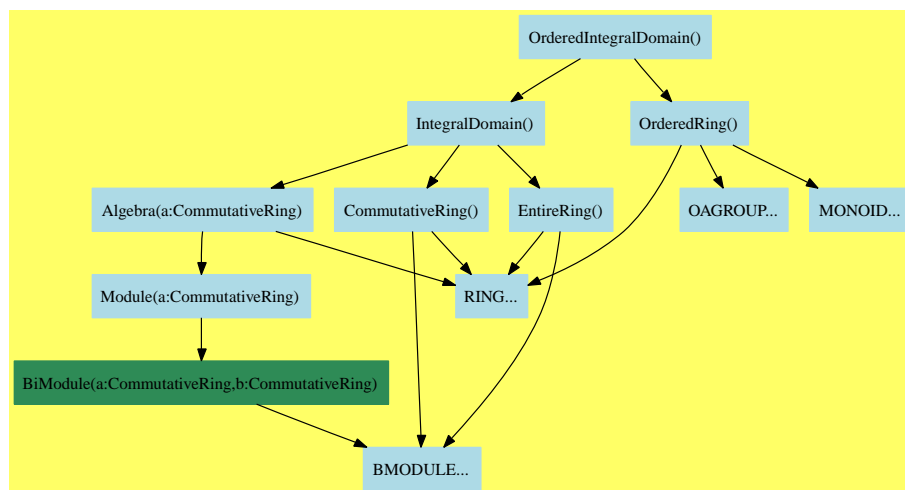 OrderedIntegralDomain()
IntegralDomain()
OrderedRing()
Algebra(a:CommutativeRing)
CommutativeRing()
EntireRing()
OAGROUP...
MONOID...
Module(a:CommutativeRing)
RING...
BiModule(a:CommutativeRing,b:CommutativeRing)
BMODULE...